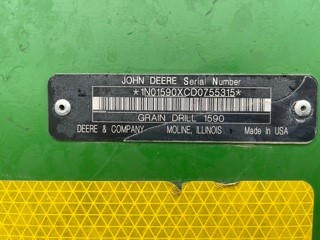 JOHN DEERE Serial Number
*1N01590XCD0755315*
GRAIN DRILL 1590
DEERE & COMPANY MOLINE, ILLINOIS Made In USA